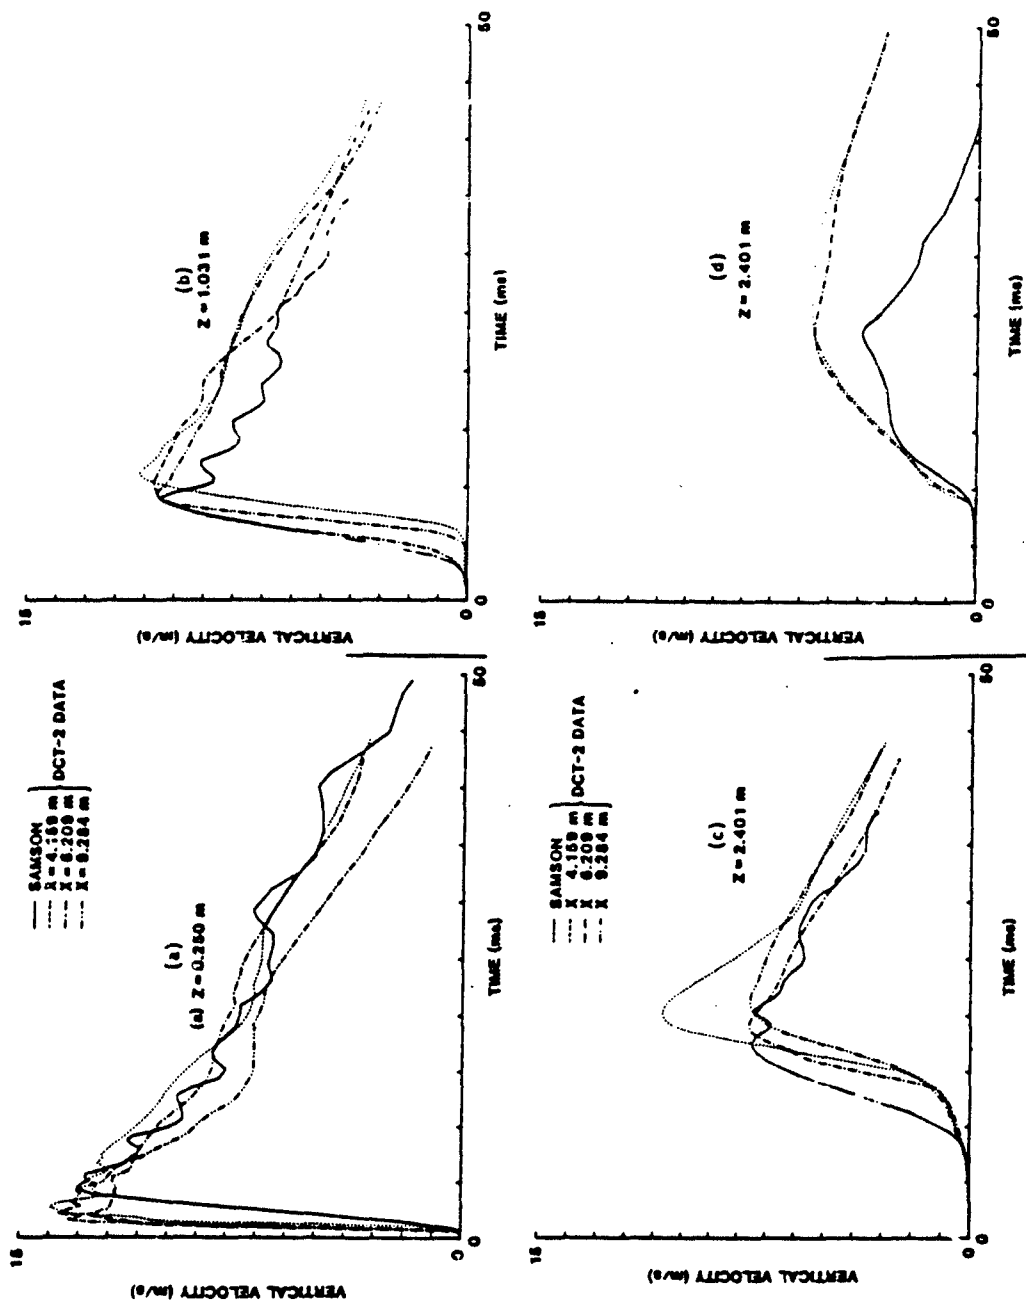 — SAMSON
X = 4.159 m
X = 6.209 m
X = 9.284 m
DCT-2 DATA
(a)
(a) Z = 0.250 m
15
VERTICAL VELOCITY (m/s)
0
0
TIME (ms)
50
(b)
Z = 1.031 m
15
VERTICAL VELOCITY (m/s)
0
TIME (ms)
50
— SAMSON
X 4.159 m
X 6.209 m
X 9.284 m
DCT-2 DATA
(c)
Z = 2.401 m
15
VERTICAL VELOCITY (m/s)
0
TIME (ms)
50
(d)
Z = 2.401 m
15
VERTICAL VELOCITY (m/s)
0
TIME (ms)
50